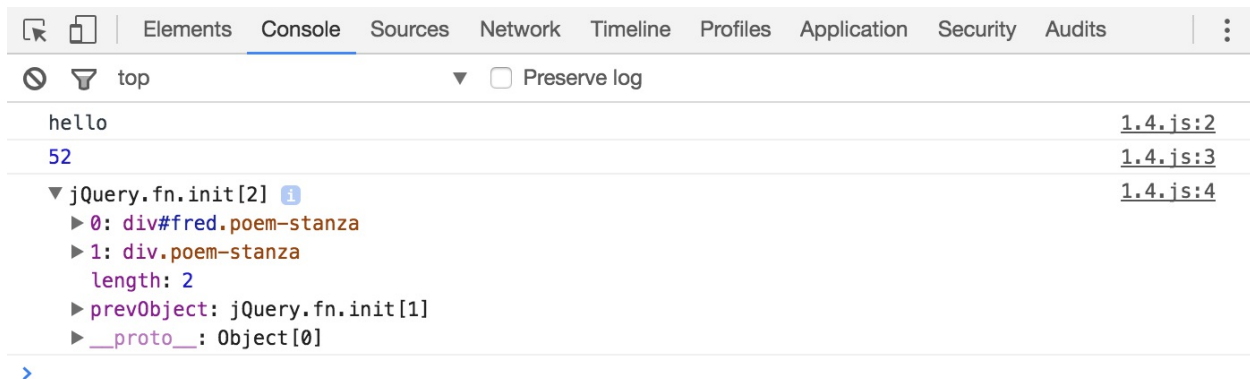 Elements Console Sources Network Timeline Profiles Application Security Audits
top Preserve log
hello 1.4.js:2
52 1.4.js:3
jQuery.fn.init[2] i 1.4.js:4
0: div#fred.poem-stanza
1: div.poem-stanza
length: 2
prevObject: jQuery.fn.init[1]
__proto__: Object[0]